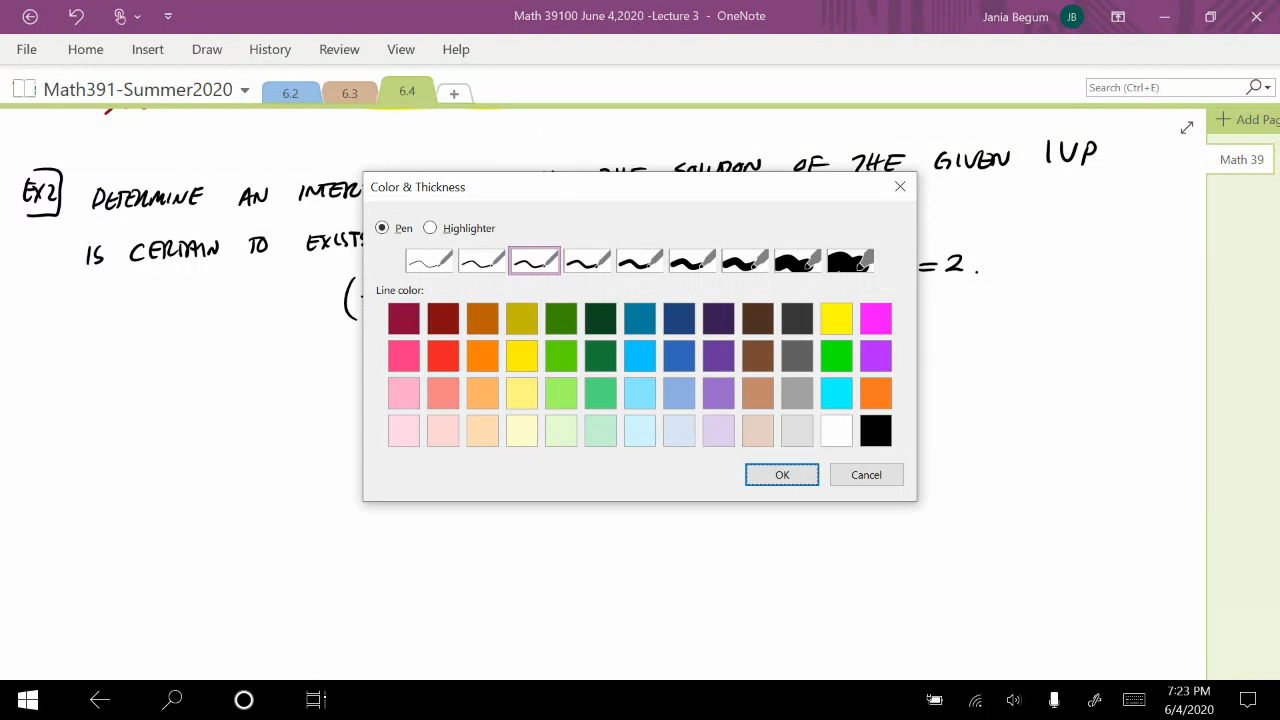 Math 39100 June 4,2020 -Lecture 3 - OneNote
Jania Begum JB
File Home Insert Draw History Review View Help
Math391-Summer2020 6.2 6.3 6.4
Search (Ctrl+E)
Add Pag
Math 39
EX2 DETERMINE AN THE SOLUTION OF THE GIVEN IVP
IS CERTAIN TO EXISTS
( = 2 .
Color & Thickness
Pen Highlighter
Line color:
OK Cancel
7:23 PM
6/4/2020